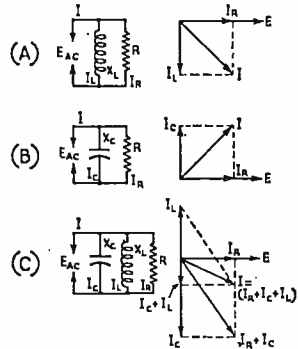 (A)
I
E_AC
I_L
X_L
R
I_R
I_R
E
I_L
I
(B)
I
E_AC
X_C
I_C
R
I_R
I_C
I
I_R
E
(C)
I
E_AC
X_C
X_L
R
I_C
I_L
I_R
I_L
I_R
E
I_C+I_L
I=
(I_R+I_C+I_L)
I_C
I_R+I_C